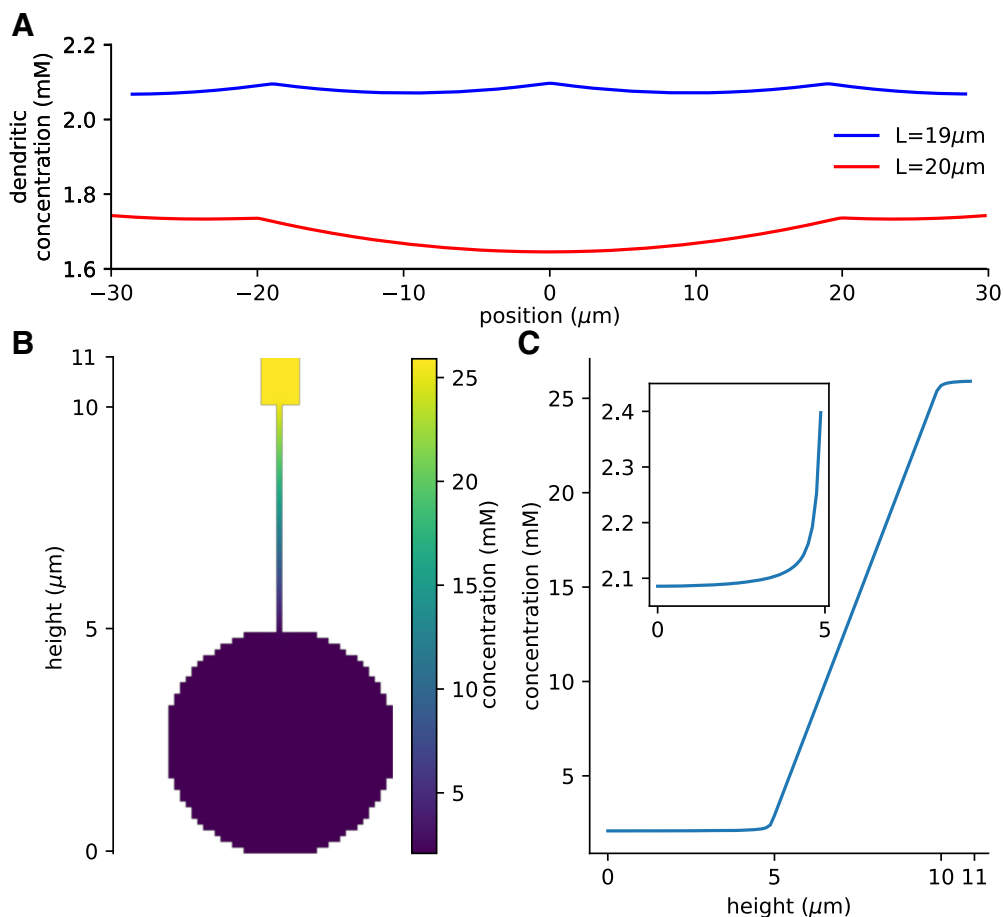 A
dendritic
concentration (mM)
2.2
2.0
1.8
1.6
L=19μm
L=20μm
−30
−20
−10
0
10
20
30
position (μm)
B
height (μm)
11
10
5
0
25
20
15
10
5
concentration (mM)
C
concentration (mM)
25
20
15
10
5
2.4
2.3
2.2
2.1
0
5
0
5
10
11
height (μm)